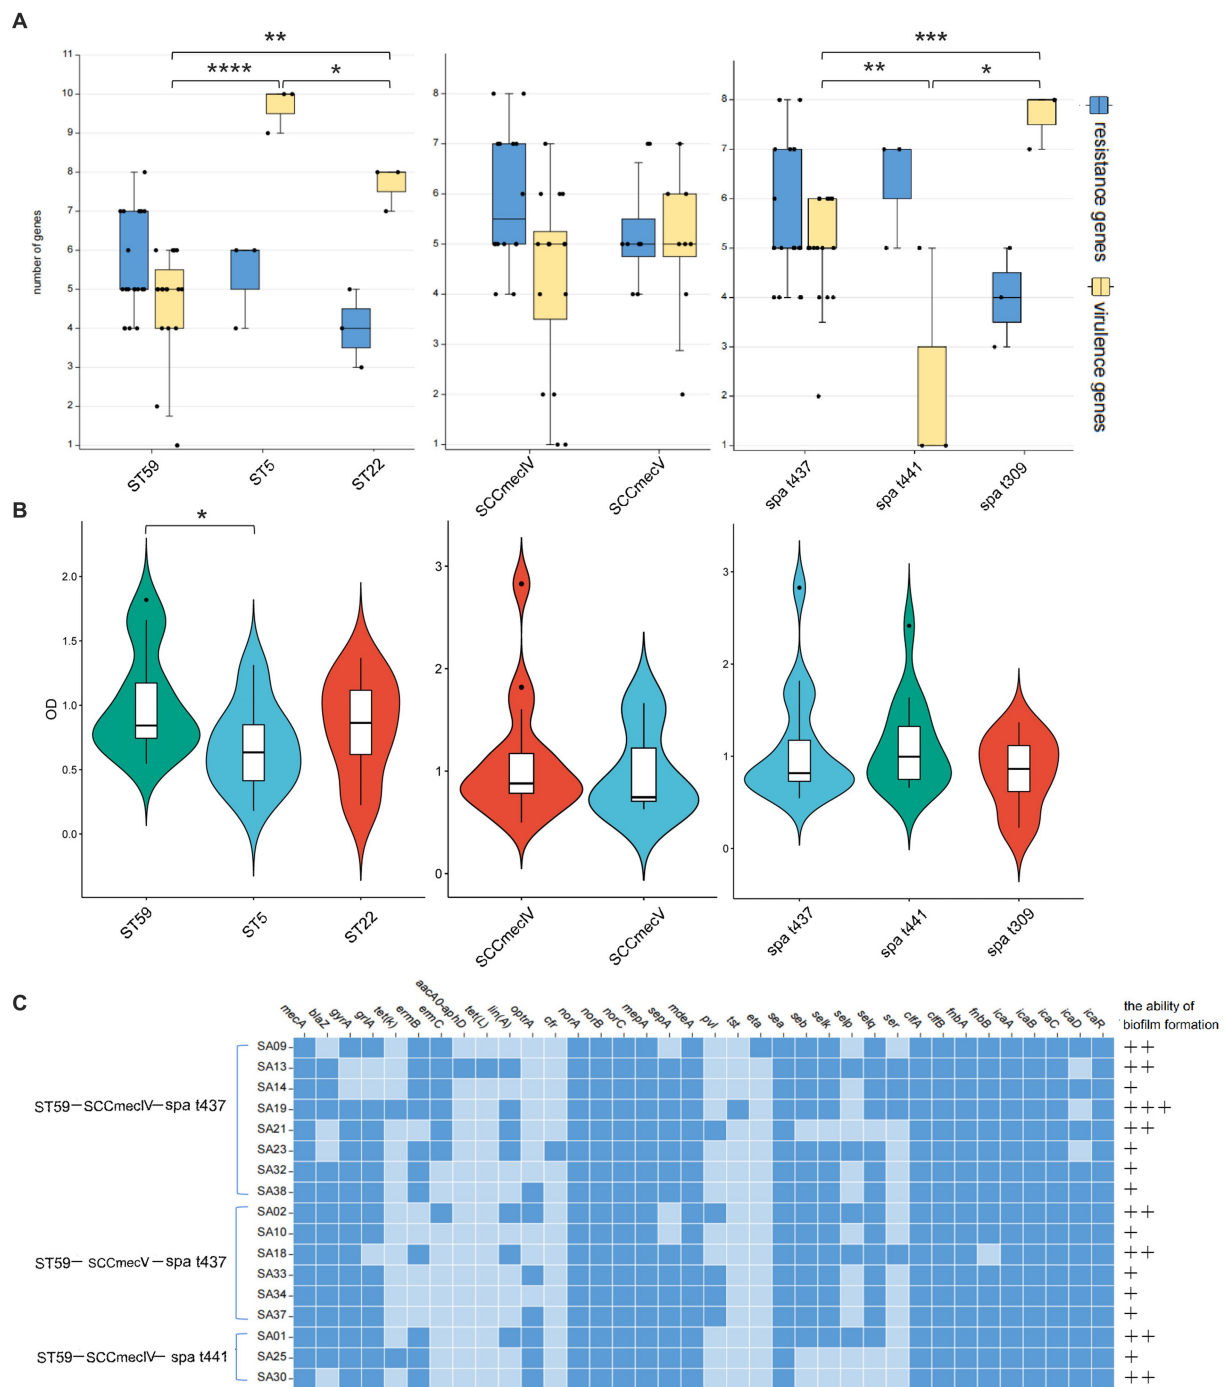 A
** 
**** *
***
** *
number of genes
11
10
9
8
7
6
5
4
3
2
1
ST59 ST5 ST22
8
7
6
5
4
3
2
1
SCCmecIV SCCmecV
8
7
6
5
4
3
2
1
spa t437 spa t441 spa t309
resistance genes
virulence genes
B
*
OD
2.0
1.5
1.0
0.5
0.0
ST59 ST5 ST22
3
2
1
0
SCCmecIV SCCmecV
3
2
1
0
spa t437 spa t441 spa t309
C
mecA blaZ gyrA grlA tet(k) ermB ermC aacA0-aphD tet(L) lin(A) optrA cfr norA norB norC mepA sepA mdeA pvl tst eta sea seb selk selp selq ser clfA clfB fnbA fnbB icaA icaB icaC icaD icaR
the ability of
biofilm formation
SA09 ++
SA13 ++
SA14 +
ST59—SCCmecIV—spa t437
SA19 +++
SA21 ++
SA23 +
SA32 +
SA38 +
SA02 ++
SA10 +
ST59— SCCmecV—spa t437
SA18 ++
SA33 +
SA34 +
SA37 +
SA01 ++
ST59—SCCmecIV— spa t441
SA25 +
SA30 ++